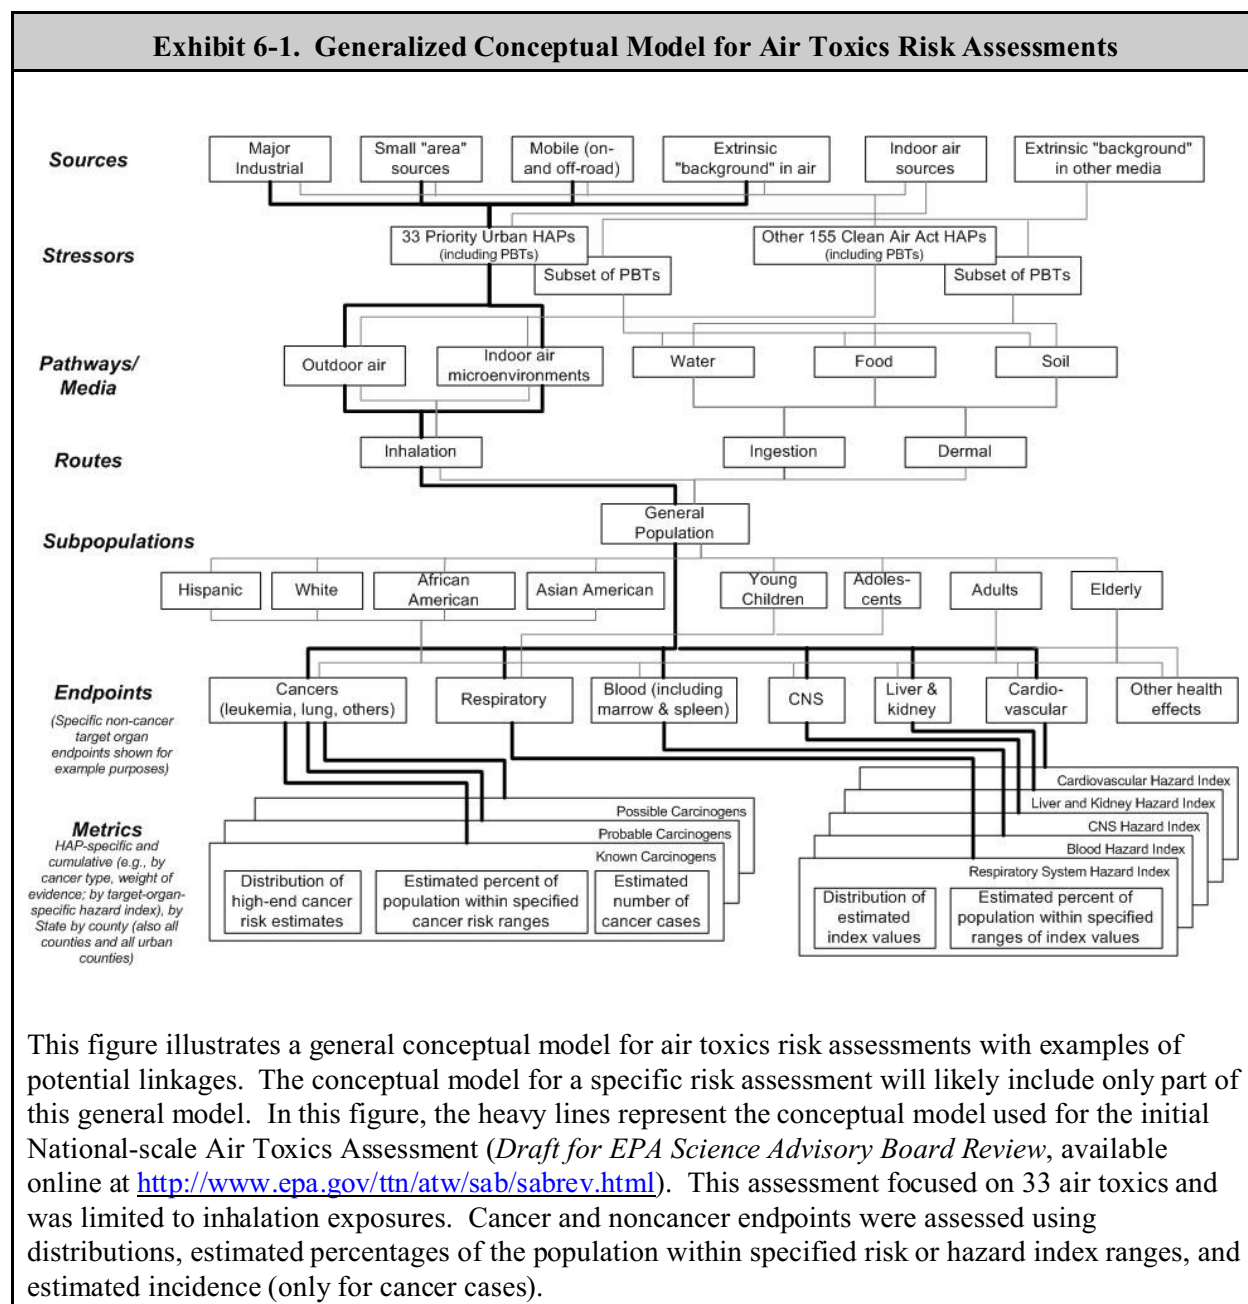 Exhibit 6-1.  Generalized Conceptual Model for Air Toxics Risk Assessments
Sources
Major
Industrial
Small "area"
sources
Mobile (on-
and off-road)
Extrinsic
"background" in air
Indoor air
sources
Extrinsic "background"
in other media
Stressors
33 Priority Urban HAPs
(including PBTs)
Subset of PBTs
Other 155 Clean Air Act HAPs
(including PBTs)
Subset of PBTs
Pathways/
Media
Outdoor air
Indoor air
microenvironments
Water
Food
Soil
Routes
Inhalation
Ingestion
Dermal
Subpopulations
General
Population
Hispanic
White
African
American
Asian American
Young
Children
Adoles-
cents
Adults
Elderly
Endpoints
(Specific non-cancer
target organ
endpoints shown for
example purposes)
Cancers
(leukemia, lung, others)
Respiratory
Blood (including
marrow & spleen)
CNS
Liver &
kidney
Cardio-
vascular
Other health
effects
Metrics
HAP-specific and
cumulative (e.g., by
cancer type, weight of
evidence; by target-organ-
specific hazard index), by
State by county (also all
counties and all urban
counties)
Possible Carcinogens
Probable Carcinogens
Known Carcinogens
Distribution of
high-end cancer
risk estimates
Estimated percent of
population within specified
cancer risk ranges
Estimated
number of
cancer cases
Cardiovascular Hazard Index
Liver and Kidney Hazard Index
CNS Hazard Index
Blood Hazard Index
Respiratory System Hazard Index
Distribution of
estimated
index values
Estimated percent of
population within specified
ranges of index values
This figure illustrates a general conceptual model for air toxics risk assessments with examples of
potential linkages.  The conceptual model for a specific risk assessment will likely include only part of
this general model.  In this figure, the heavy lines represent the conceptual model used for the initial
National-scale Air Toxics Assessment (Draft for EPA Science Advisory Board Review, available
online at http://www.epa.gov/ttn/atw/sab/sabrev.html).  This assessment focused on 33 air toxics and
was limited to inhalation exposures.  Cancer and noncancer endpoints were assessed using
distributions, estimated percentages of the population within specified risk or hazard index ranges, and
estimated incidence (only for cancer cases).